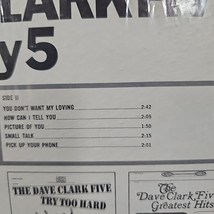 y5
SIDE II
YOU DON'T WANT MY LOVING 2:42
HOW CAN I TELL YOU 2:05
PICTURE OF YOU 1:50
SMALL TALK 2:15
PICK UP YOUR PHONE 3:01
THE DAVE CLARK FIVE
TRY TOO HARD
The
Dave Clark Five
Greatest Hits